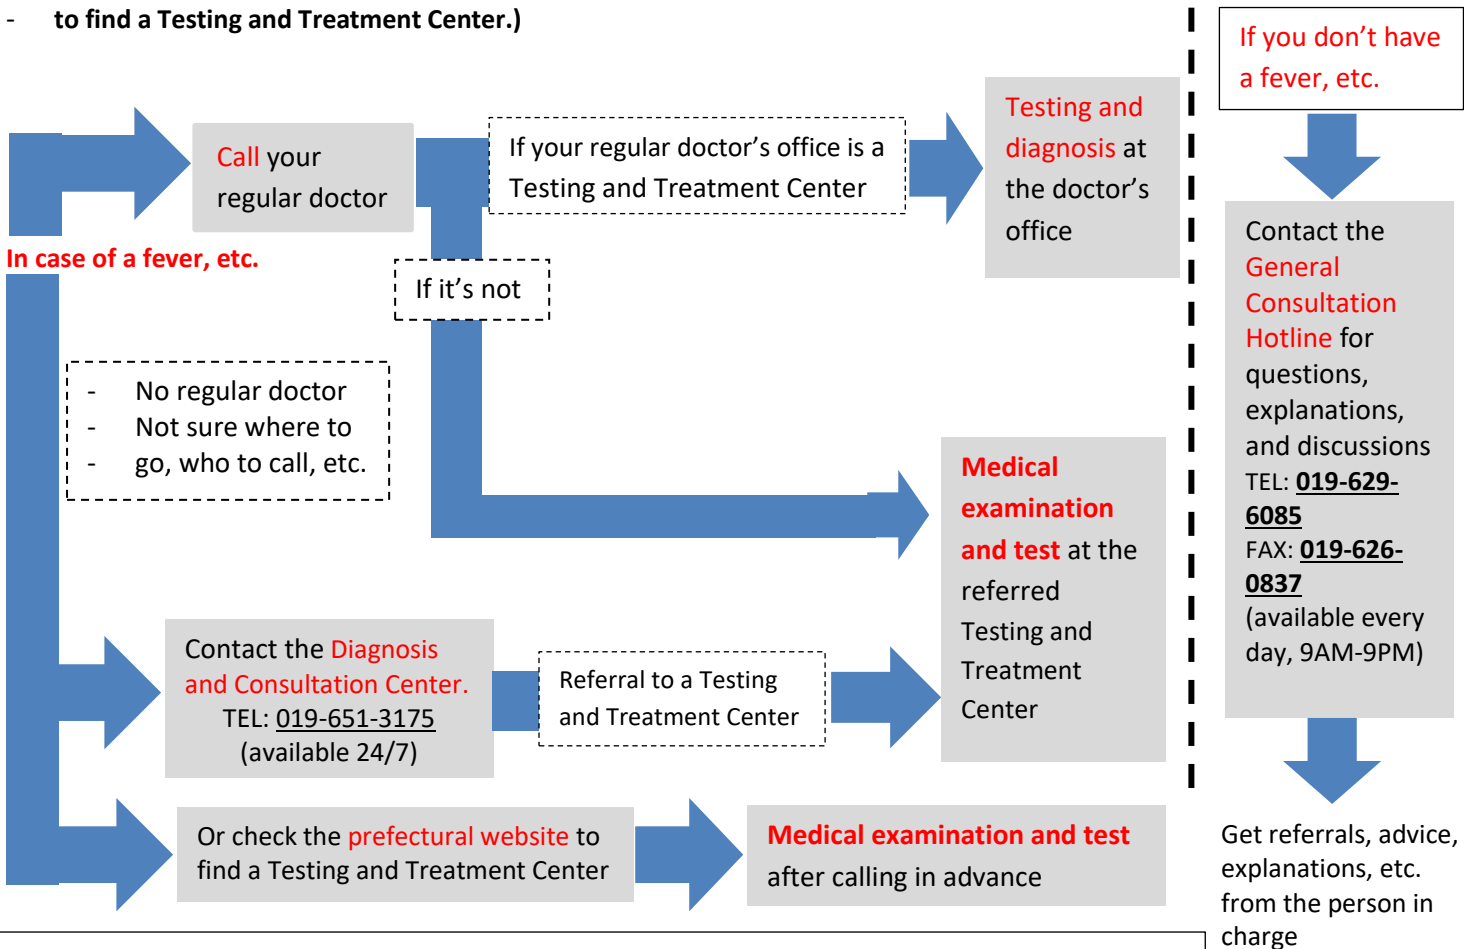 - to find a Testing and Treatment Center.)
Call your
regular doctor
If your regular doctor’s office is a
Testing and Treatment Center
Testing and
diagnosis at
the doctor’s
office
In case of a fever, etc.
If it’s not
- No regular doctor
- Not sure where to
- go, who to call, etc.
Medical
examination
and test at the
referred
Testing and
Treatment
Center
Contact the Diagnosis
and Consultation Center.
TEL: 019-651-3175
(available 24/7)
Referral to a Testing
and Treatment Center
Or check the prefectural website to
find a Testing and Treatment Center
Medical examination and test
after calling in advance
If you don’t have
a fever, etc.
Contact the
General
Consultation
Hotline for
questions,
explanations,
and discussions
TEL: 019-629-
6085
FAX: 019-626-
0837
(available every
day, 9AM-9PM)
Get referrals, advice,
explanations, etc.
from the person in
charge